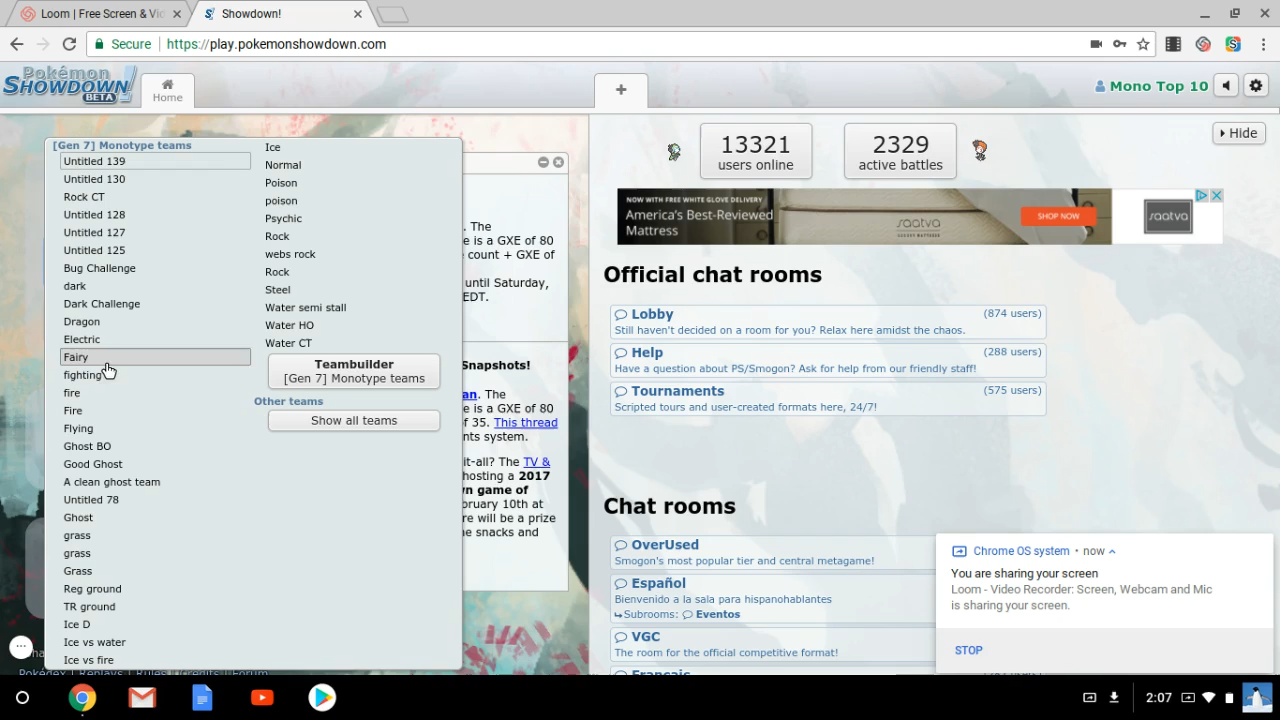 Loom | Free Screen & Vi
Showdown!
Secure
https://play.pokemonshowdown.com
Pokémon
SHOWDOWN!
BETA
Home
+
Mono Top 10
[Gen 7] Monotype teams
Untitled 139
Untitled 130
Rock CT
Untitled 128
Untitled 127
Untitled 125
Bug Challenge
dark
Dark Challenge
Dragon
Electric
Fairy
fighting
fire
Fire
Flying
Ghost BO
Good Ghost
A clean ghost team
Untitled 78
Ghost
grass
grass
Grass
Reg ground
TR ground
Ice D
Ice vs water
Ice vs fire
Ice
Normal
Poison
poison
Psychic
Rock
webs rock
Rock
Steel
Water semi stall
Water HO
Water CT
Teambuilder
[Gen 7] Monotype teams
Other teams
Show all teams
. The
e is a GXE of 80
count + GXE of
until Saturday,
EDT.
Snapshots!
an. The
e is a GXE of 80
f 35. This thread
nts system.
it-all? The TV &
hosting a 2017
wn game of
bruary 10th at
re will be a prize
e snacks and
Pokédex | Replays | Rules | Credits | Forum
13321
users online
2329
active battles
Hide
NOW WITH FREE WHITE GLOVE DELIVERY
America's Best-Reviewed
Mattress
saatva
LUXURY MATTRESS
SHOP NOW
saatva
Official chat rooms
Lobby (874 users)
Still haven't decided on a room for you? Relax here amidst the chaos.
Help (288 users)
Have a question about PS/Smogon? Ask for help from our friendly staff!
Tournaments (575 users)
Scripted tours and user-created formats here, 24/7!
Chat rooms
OverUsed
Smogon's most popular tier and central metagame!
Español
Bienvenido a la sala para hispanohablantes
Subrooms: Eventos
VGC
The room for the official competitive format!
Français
Chrome OS system • now
You are sharing your screen
Loom - Video Recorder: Screen, Webcam and Mic
is sharing your screen.
STOP
2:07